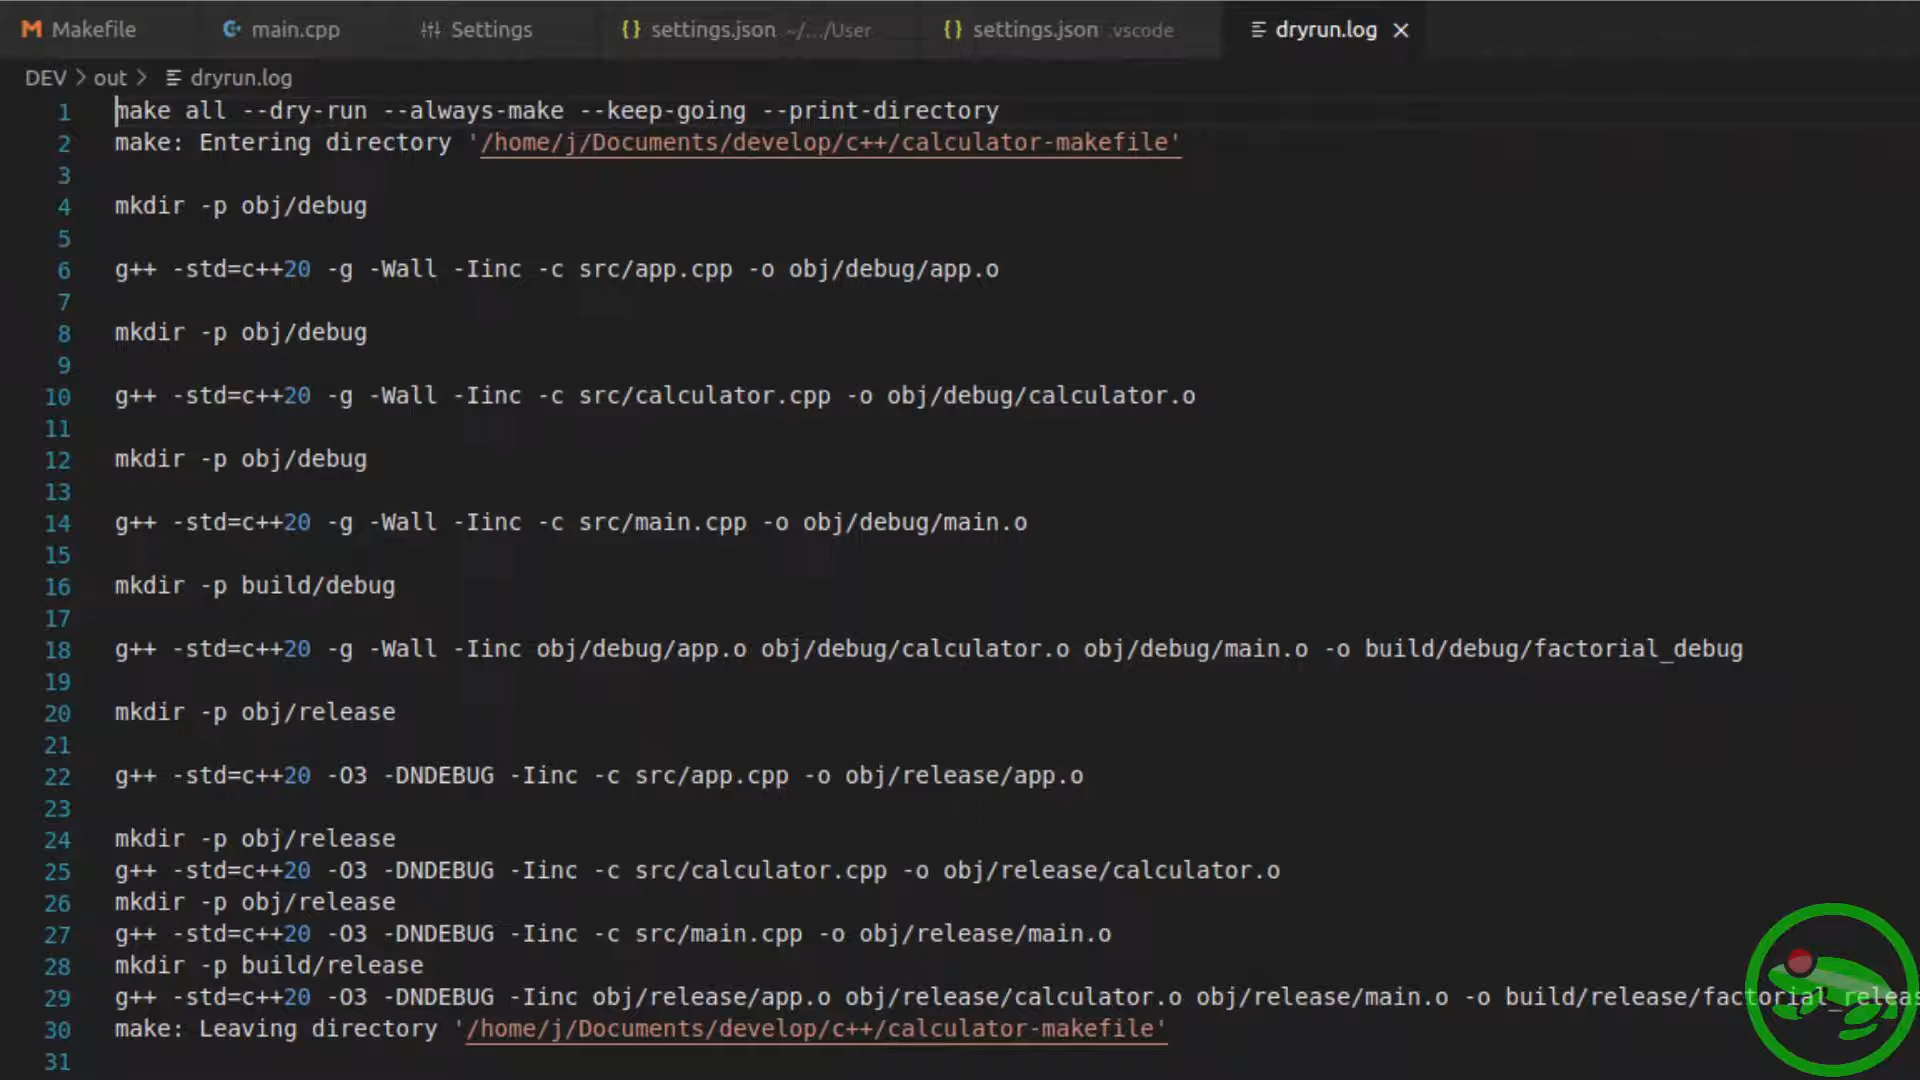 Makefile main.cpp Settings {} settings.json ~/.../User {} settings.json .vscode dryrun.log
DEV > out > dryrun.log
1 make all --dry-run --always-make --keep-going --print-directory
2 make: Entering directory '/home/j/Documents/develop/c++/calculator-makefile'
3
4 mkdir -p obj/debug
5
6 g++ -std=c++20 -g -Wall -Iinc -c src/app.cpp -o obj/debug/app.o
7
8 mkdir -p obj/debug
9
10 g++ -std=c++20 -g -Wall -Iinc -c src/calculator.cpp -o obj/debug/calculator.o
11
12 mkdir -p obj/debug
13
14 g++ -std=c++20 -g -Wall -Iinc -c src/main.cpp -o obj/debug/main.o
15
16 mkdir -p build/debug
17
18 g++ -std=c++20 -g -Wall -Iinc obj/debug/app.o obj/debug/calculator.o obj/debug/main.o -o build/debug/factorial_debug
19
20 mkdir -p obj/release
21
22 g++ -std=c++20 -O3 -DNDEBUG -Iinc -c src/app.cpp -o obj/release/app.o
23
24 mkdir -p obj/release
25 g++ -std=c++20 -O3 -DNDEBUG -Iinc -c src/calculator.cpp -o obj/release/calculator.o
26 mkdir -p obj/release
27 g++ -std=c++20 -O3 -DNDEBUG -Iinc -c src/main.cpp -o obj/release/main.o
28 mkdir -p build/release
29 g++ -std=c++20 -O3 -DNDEBUG -Iinc obj/release/app.o obj/release/calculator.o obj/release/main.o -o build/release/factorial_releas
30 make: Leaving directory '/home/j/Documents/develop/c++/calculator-makefile'
31